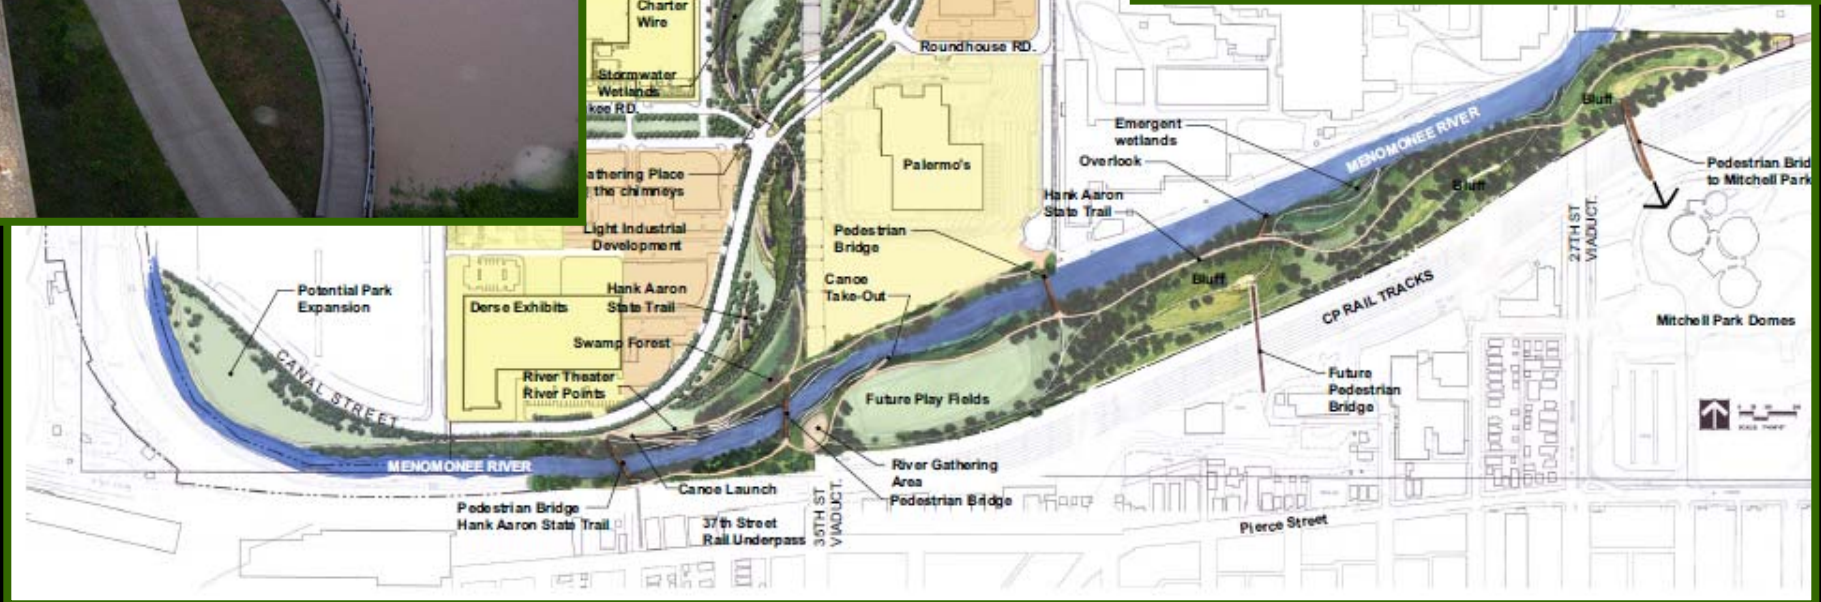 Charter
Wire
Roundhouse RD.
Stormwater
Wetlands
kee RD.
athering Place
the chimneys
Light Industrial
Development
Palermo's
Emergent
wetlands
Overlook
MENOMONEE RIVER
Bluff
Pedestrian Brid
to Mitchell Park
Hank Aaron
State Trail
Bluff
27TH ST
VIADUCT.
Pedestrian
Bridge
Canoe
Take-Out
Bluff
CP RAIL TRACKS
Mitchell Park Domes
Potential Park
Expansion
Derse Exhibits
Hank Aaron
State Trail
Swamp Forest
CANAL STREET
River Theater
River Points
Future Play Fields
Future
Pedestrian
Bridge
MENOMONEE RIVER
River Gathering
Area
Canoe Launch
Pedestrian Bridge
Pedestrian Bridge
Hank Aaron State Trail
37th Street
Rail Underpass
35TH ST
VIADUCT.
Pierce Street